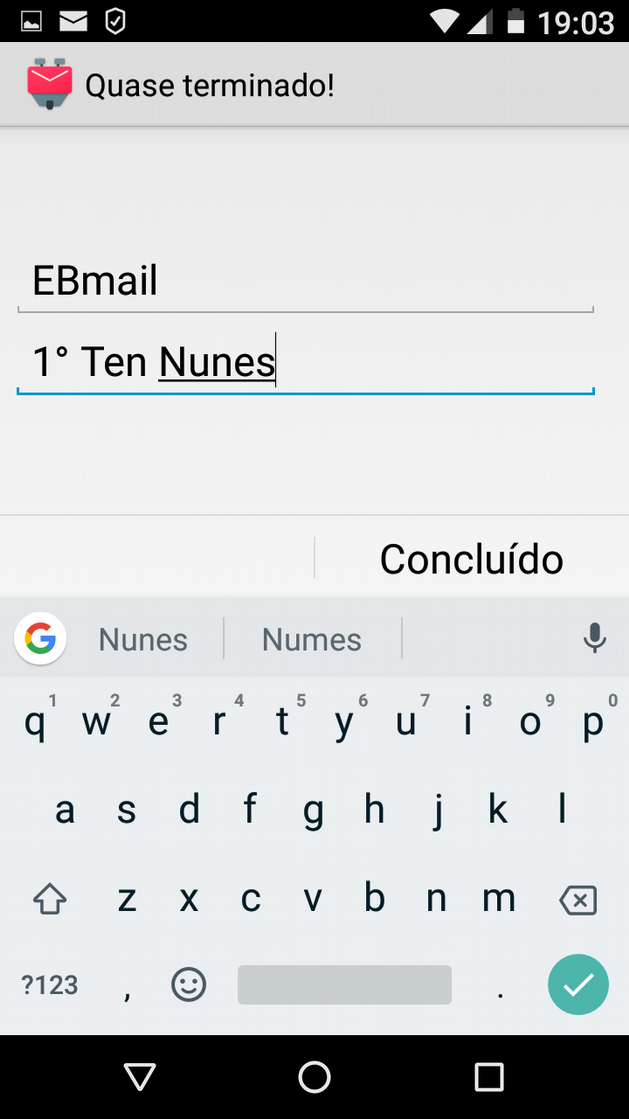 19:03
Quase terminado!
EBmail
1° Ten Nunes
Concluído
Nunes Numes
1 2 3 4 5 6 7 8 9 0
q w e r t y u i o p
a s d f g h j k l
z x c v b n m
?123 , .